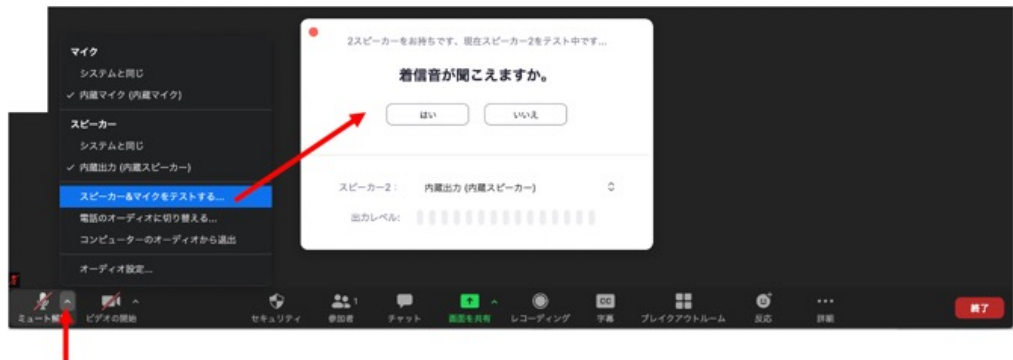 マイク
システムと同じ
✓ 内蔵マイク (内蔵マイク)
スピーカー
システムと同じ
✓ 内蔵出力 (内蔵スピーカー)
スピーカー&マイクをテストする...
電話のオーディオに切り替える...
コンピューターのオーディオから退出
オーディオ設定...
2スピーカーをお持ちです、現在スピーカー2をテスト中です...
着信音が聞こえますか。
はい いいえ
スピーカー2: 内蔵出力 (内蔵スピーカー)
出力レベル:
1
CC
ミュート解 ビデオの開始 セキュリティ 参加者 チャット 画面を共有 レコーディング 字幕 ブレイクアウトルーム 反応 詳細 終了